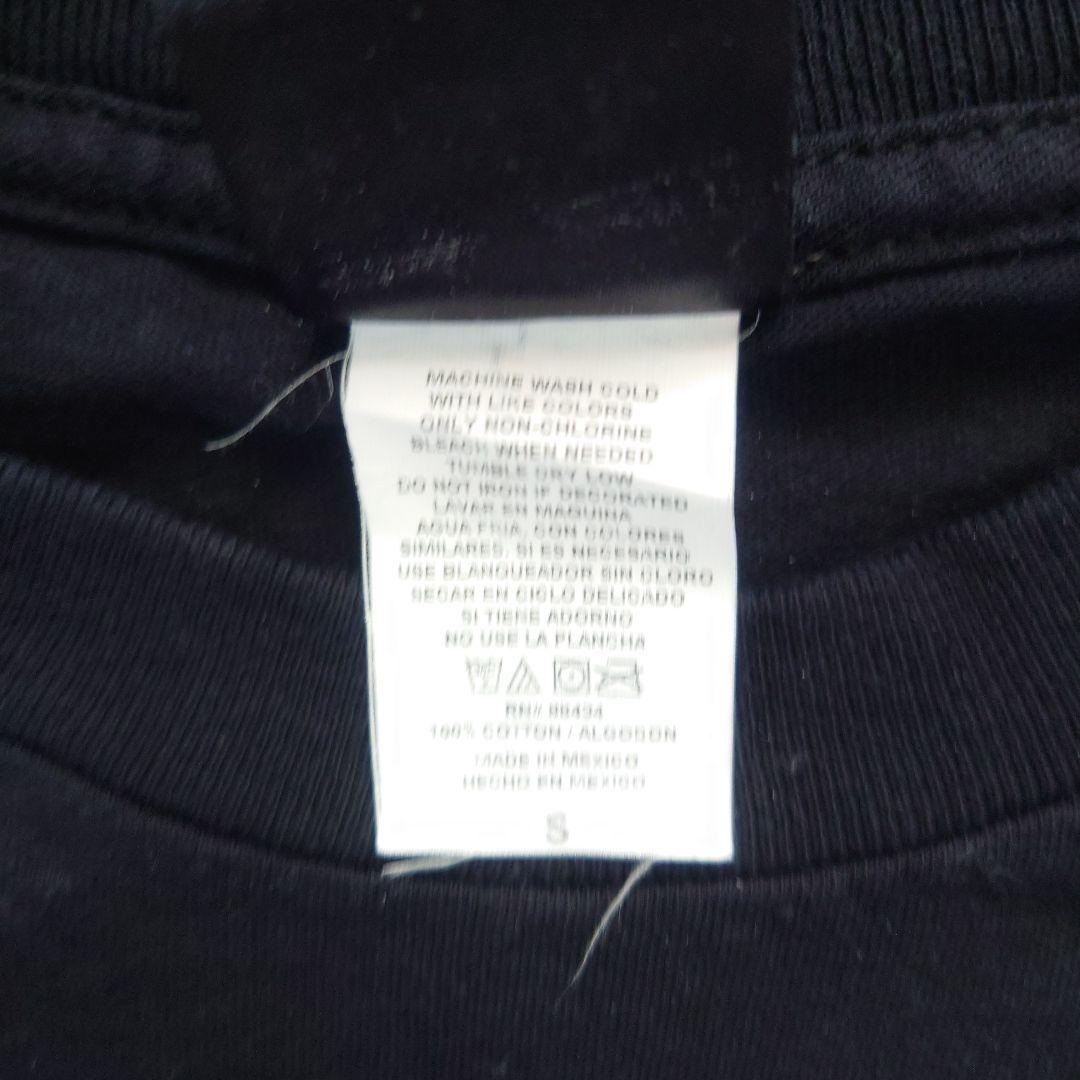 MACHINE WASH COLD
WITH LIKE COLORS
ONLY NON-CHLORINE
BLEACH WHEN NEEDED
TUMBLE DRY LOW
DO NOT IRON IF DECORATED
LAVAR EN MAQUINA
AGUA FRIA, CON COLORES
SIMILARES, SI ES NECESARIO,
USE BLANQUEADOR SIN CLORO
SECAR EN CICLO DELICADO
SI TIENE ADORNO
NO USE LA PLANCHA
RN//
100% COTTON / ALGODON
MADE IN MEXICO
HECHO EN MEXICO
S